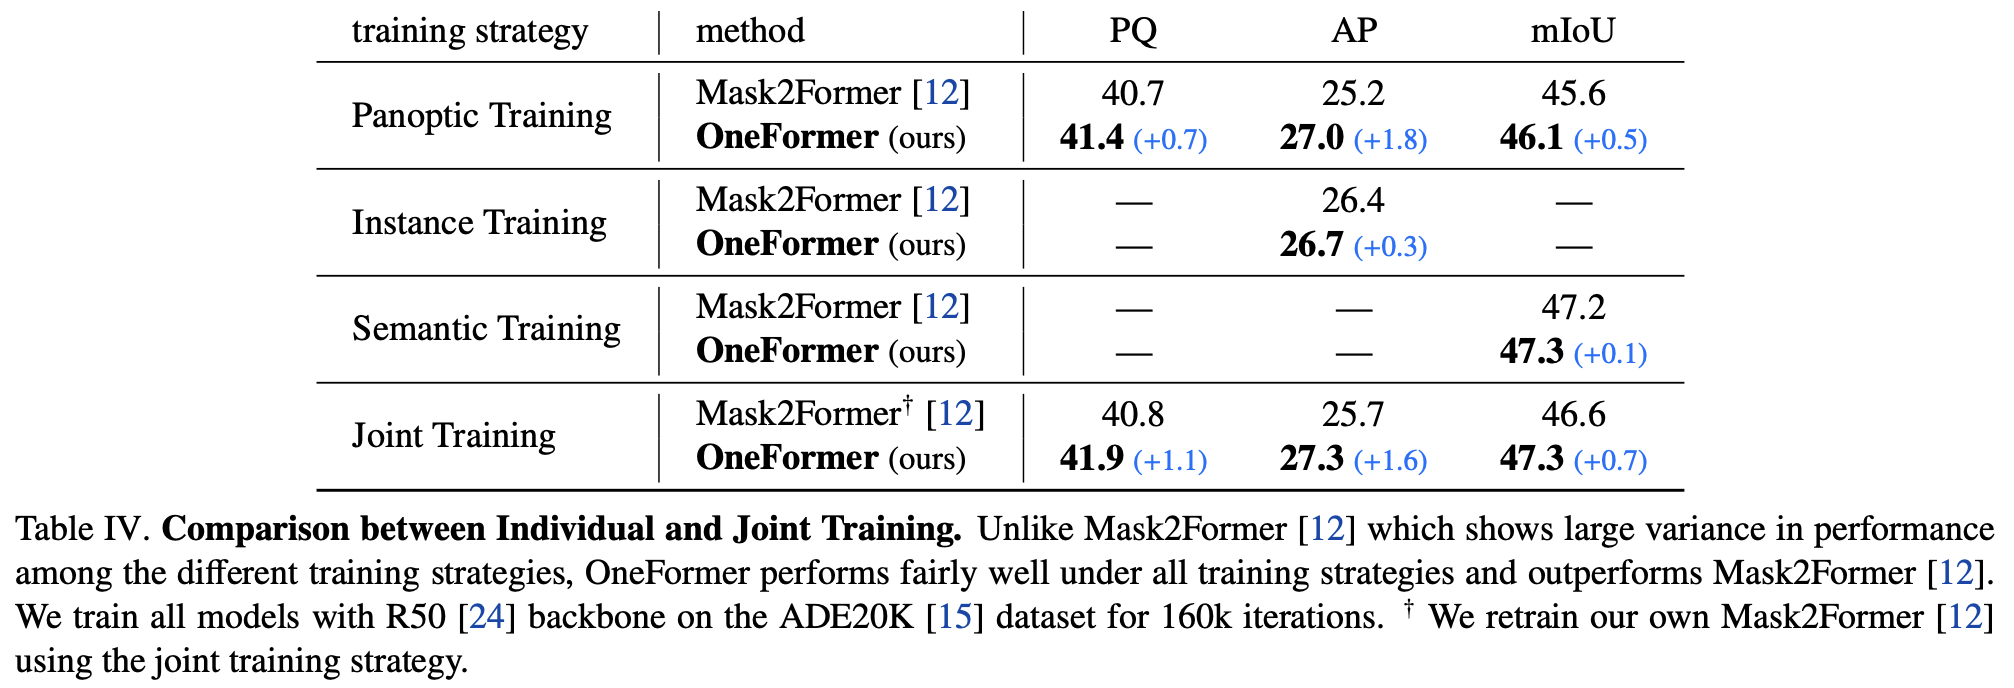 training strategy method PQ AP mIoU
Mask2Former [12] 40.7 25.2 45.6
Panoptic Training
OneFormer (ours) 41.4 (+0.7) 27.0 (+1.8) 46.1 (+0.5)
Mask2Former [12] — 26.4 —
Instance Training
OneFormer (ours) — 26.7 (+0.3) —
Mask2Former [12] — — 47.2
Semantic Training
OneFormer (ours) — — 47.3 (+0.1)
Mask2Former† [12] 40.8 25.7 46.6
Joint Training
OneFormer (ours) 41.9 (+1.1) 27.3 (+1.6) 47.3 (+0.7)
Table IV. Comparison between Individual and Joint Training. Unlike Mask2Former [12] which shows large variance in performance
among the different training strategies, OneFormer performs fairly well under all training strategies and outperforms Mask2Former [12].
We train all models with R50 [24] backbone on the ADE20K [15] dataset for 160k iterations. † We retrain our own Mask2Former [12]
using the joint training strategy.